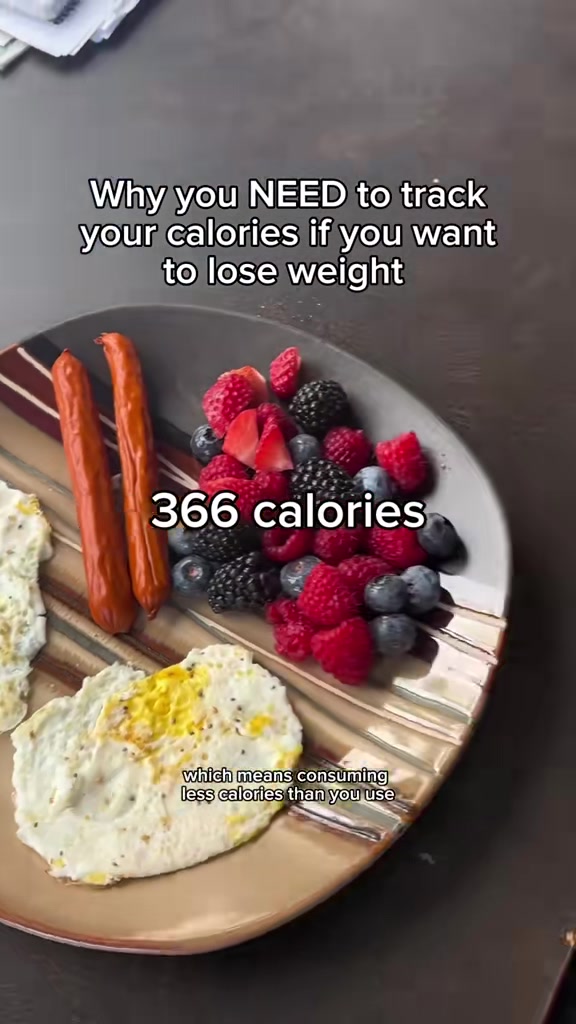 Why you NEED to track
your calories if you want
to lose weight
366 calories
which means consuming
less calories than you use